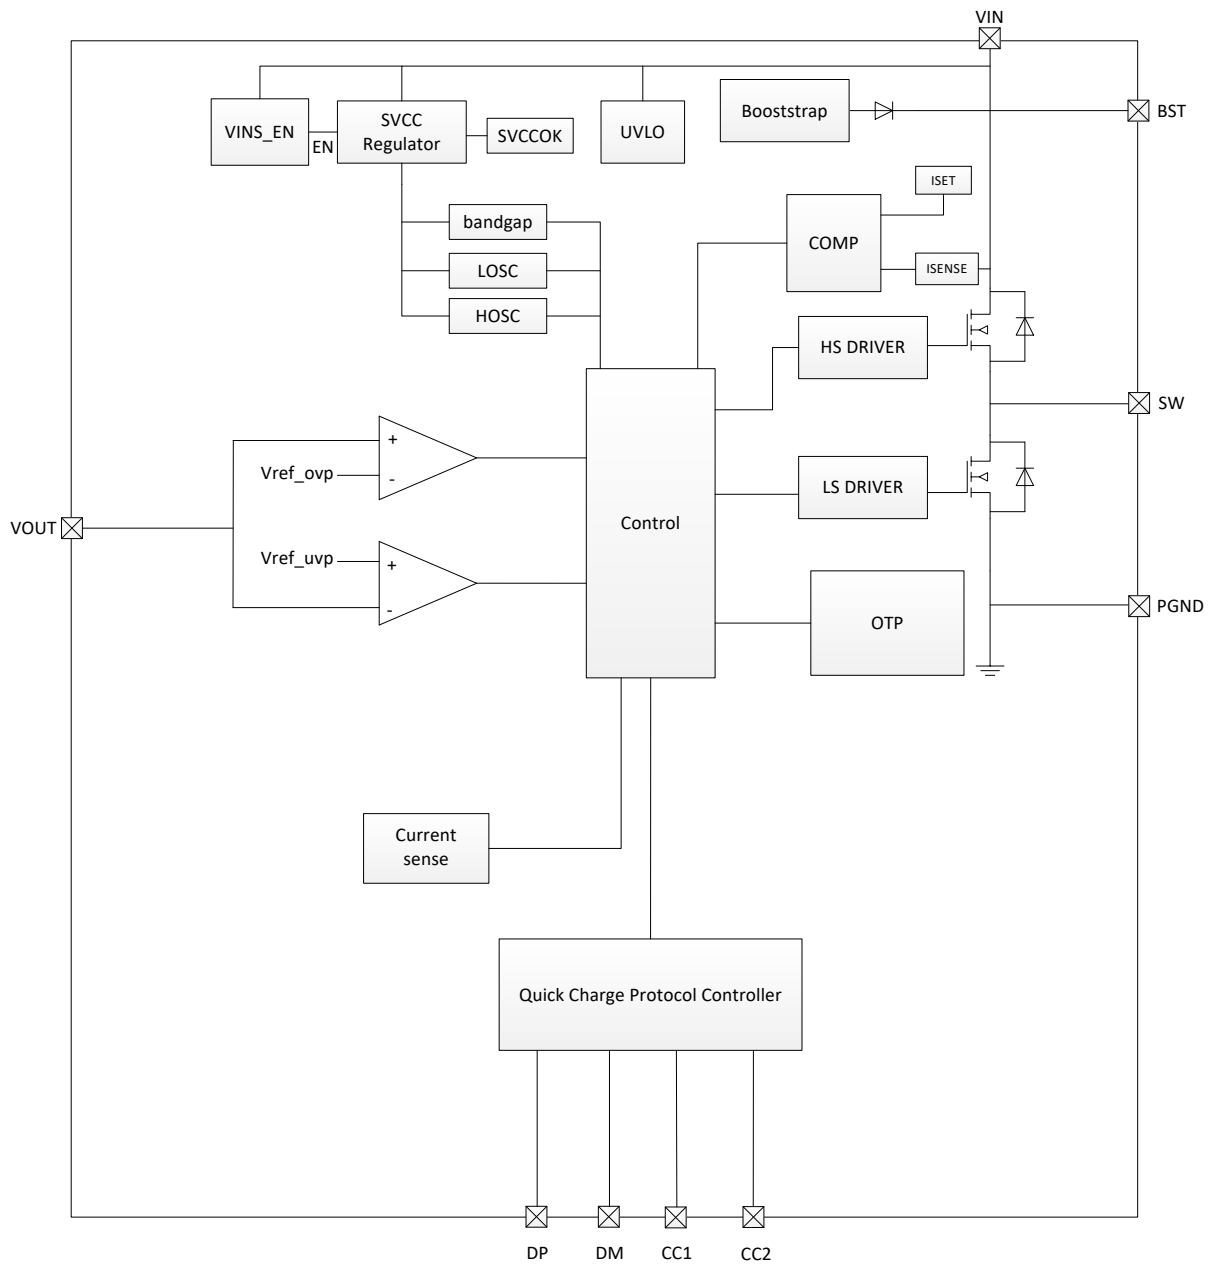 VIN
VINS_EN
EN
SVCC
Regulator
SVCCOK
UVLO
Booststrap
BST
ISET
bandgap
COMP
LOSC
ISENSE
HOSC
HS DRIVER
SW
+
Vref_ovp
-
LS DRIVER
VOUT
Control
Vref_uvp
+
-
OTP
PGND
Current
sense
Quick Charge Protocol Controller
DP
DM
CC1
CC2